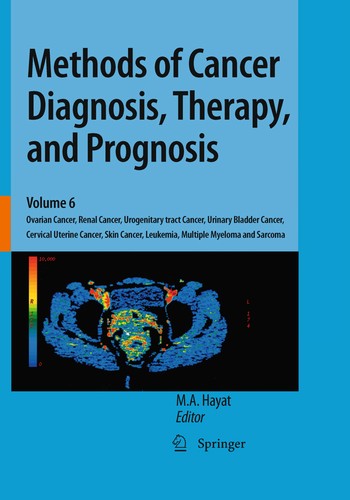 Methods of Cancer
Diagnosis, Therapy,
and Prognosis
Volume 6
Ovarian Cancer, Renal Cancer, Urogenitary tract Cancer, Urinary Bladder Cancer,
Cervical Uterine Cancer, Skin Cancer, Leukemia, Multiple Myeloma and Sarcoma
M.A. Hayat
Editor
Springer